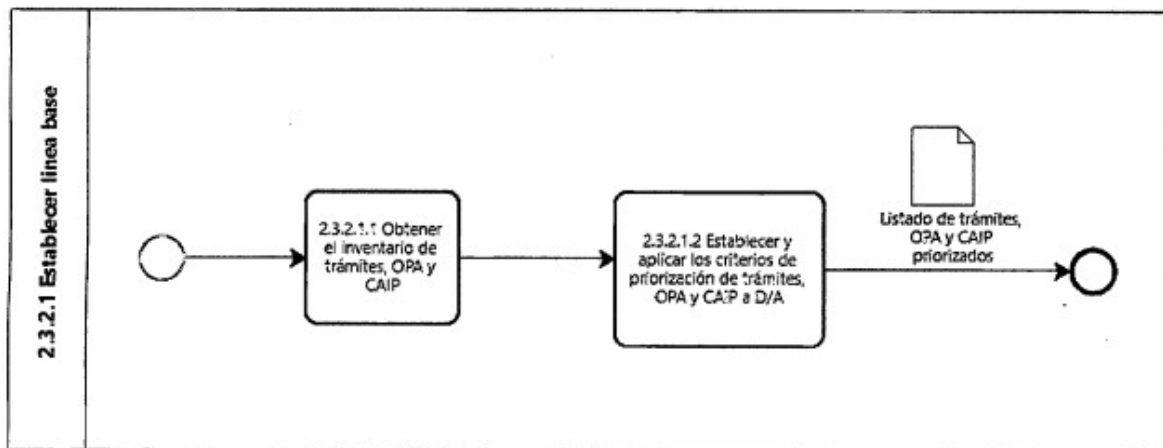 2.3.2.1 Establecer linea base
2.3.2.1.1 Obtener
el inventario de
trámites, OPA y
CAIP
2.3.2.1.2 Establecer y
aplicar los criterios de
priorización de trámites,
OPA y CAIP a D/A
Listado de trámites,
OPA y CAIP
priorizados